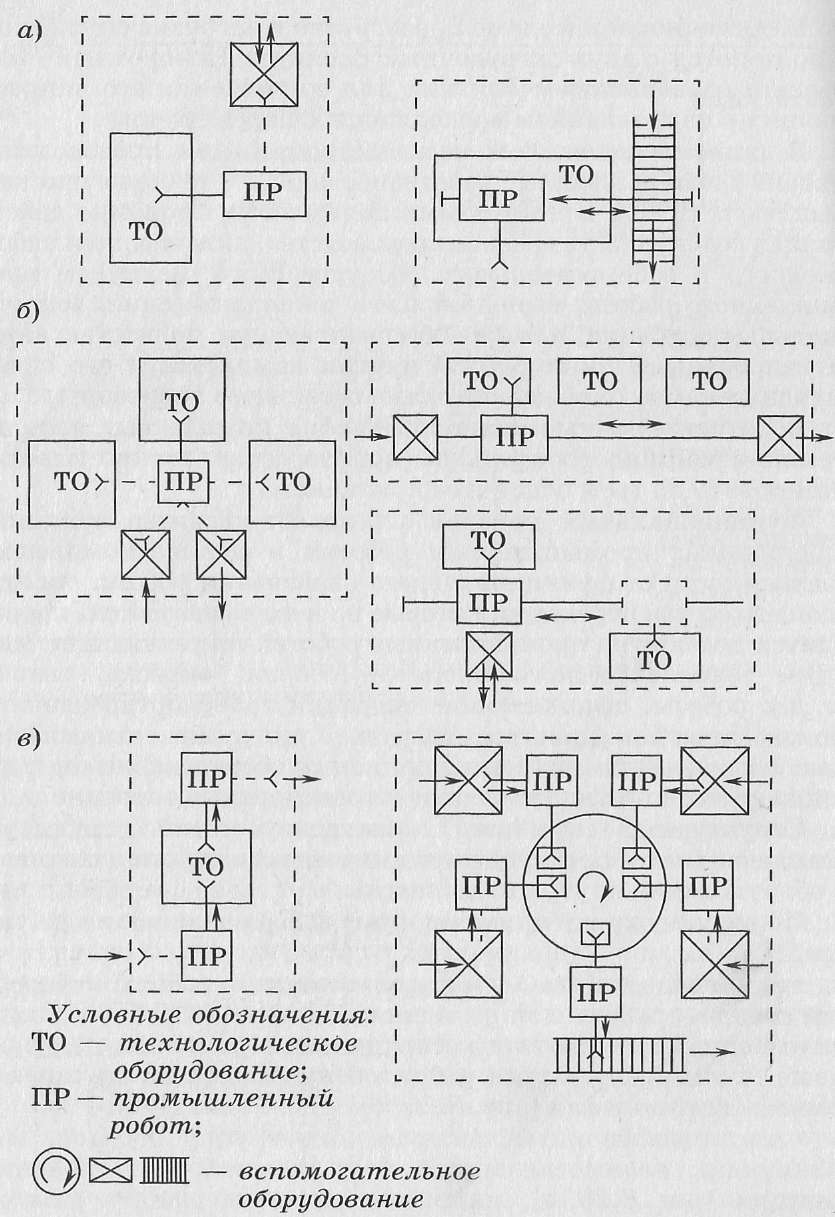 а)
ПР
ТО
ТО
ПР
б)
ТО
ТО
ПР
ТО
ТО
ТО
ТО
ПР
ТО
ПР
ТО
в)
ПР
ТО
ПР
ПР
ПР
ПР
ПР
ПР
Условные обозначения:
ТО — технологическое
оборудование;
ПР — промышленный
робот;
— вспомогательное
оборудование